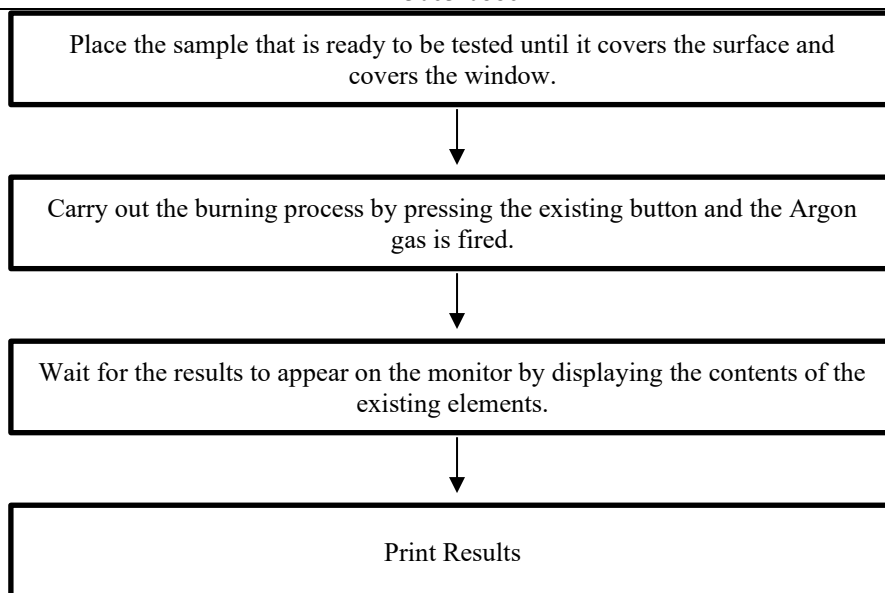 Place the sample that is ready to be tested until it covers the surface and
covers the window.
Carry out the burning process by pressing the existing button and the Argon
gas is fired.
Wait for the results to appear on the monitor by displaying the contents of the
existing elements.
Print Results